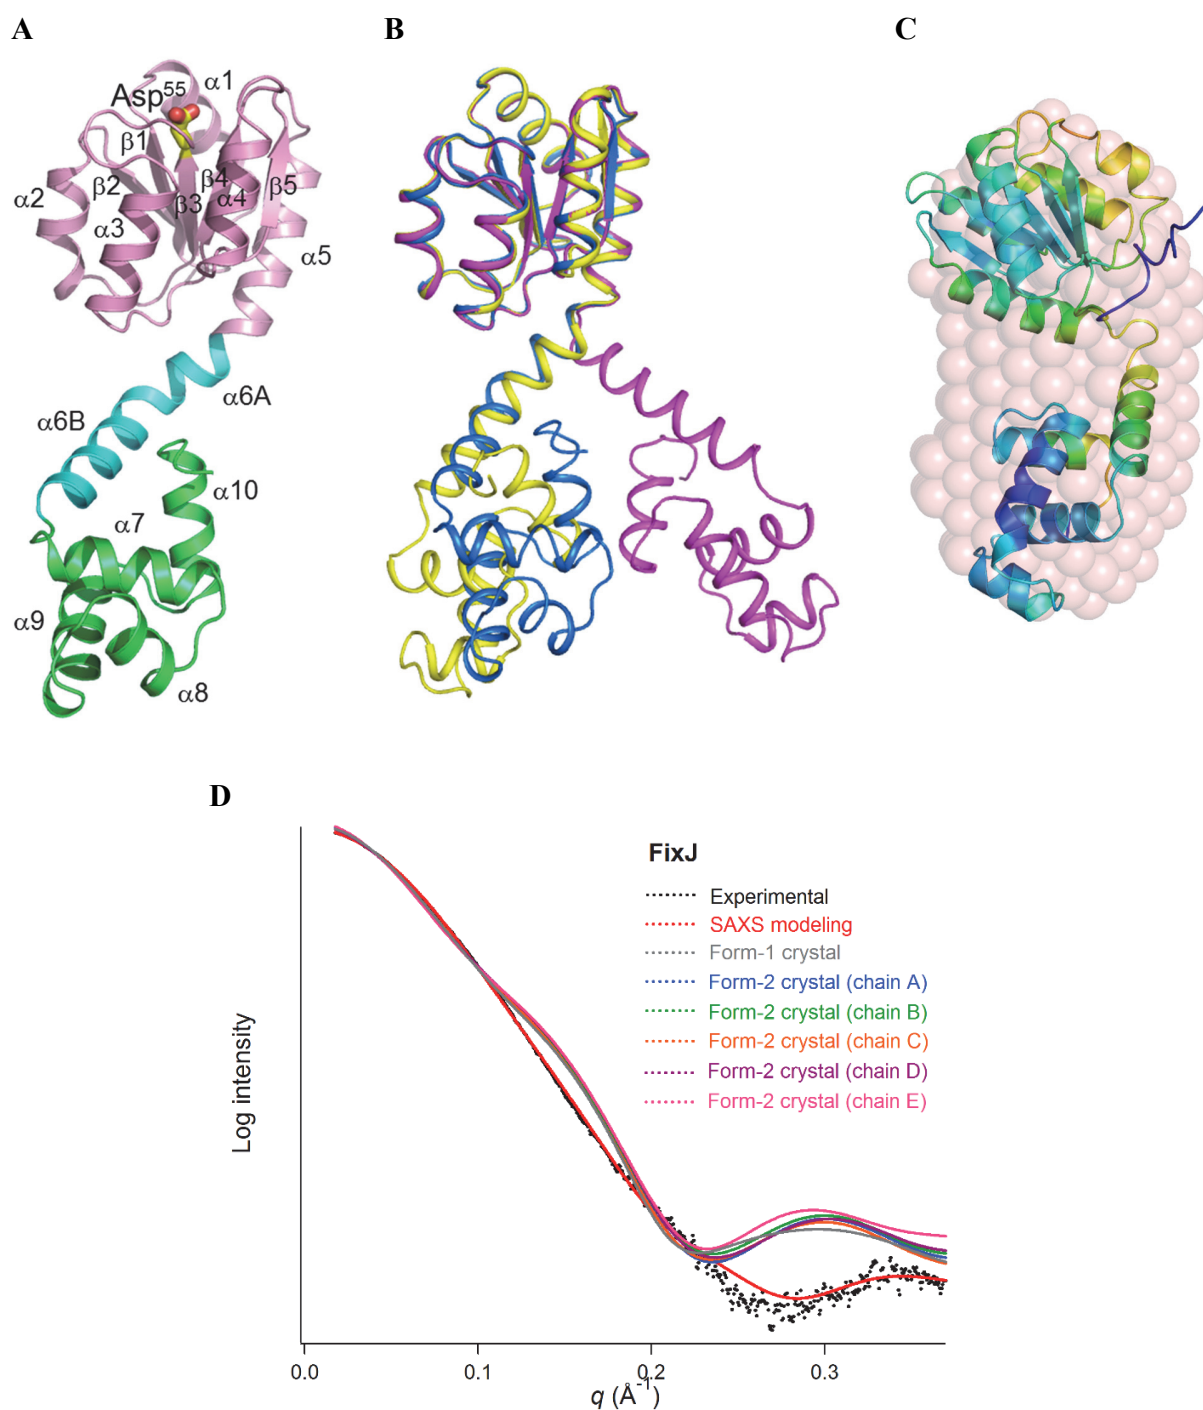 A
B
C
Asp55
α1
β1
β2
β3
β4
α4
β5
α2
α3
α5
α6A
α6B
α10
α7
α9
α8
D
FixJ
Experimental
SAXS modeling
Form-1 crystal
Form-2 crystal (chain A)
Form-2 crystal (chain B)
Form-2 crystal (chain C)
Form-2 crystal (chain D)
Form-2 crystal (chain E)
Log intensity
0.0 0.1 0.2 0.3
q (Å-1)